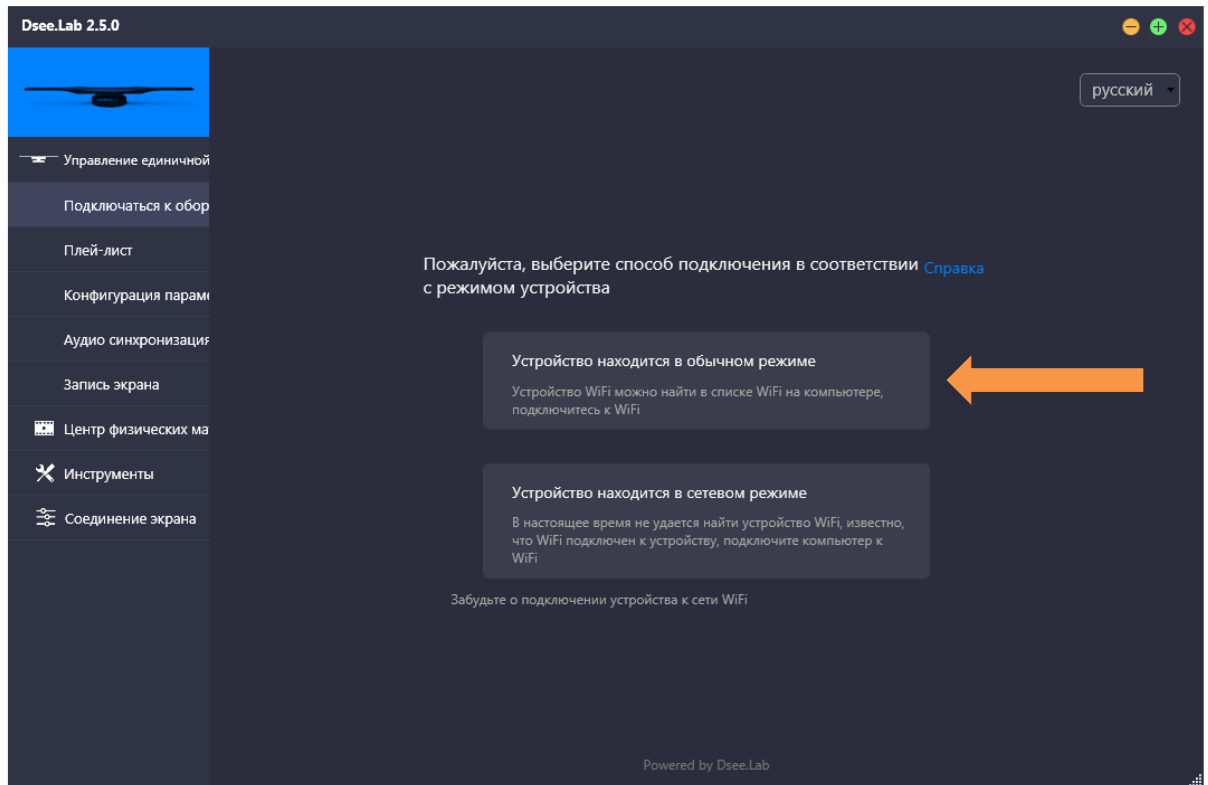 Dsee.Lab 2.5.0
русский
Управление единичной
Подключаться к обор
Плей-лист
Конфигурация параме
Аудио синхронизация
Запись экрана
Центр физических ма
Инструменты
Соединение экрана
Пожалуйста, выберите способ подключения в соответствии Справка
с режимом устройства
Устройство находится в обычном режиме
Устройство WiFi можно найти в списке WiFi на компьютере,
подключитесь к WiFi
Устройство находится в сетевом режиме
В настоящее время не удается найти устройство WiFi, известно,
что WiFi подключен к устройству, подключите компьютер к
WiFi
Забудьте о подключении устройства к сети WiFi
Powered by Dsee.Lab